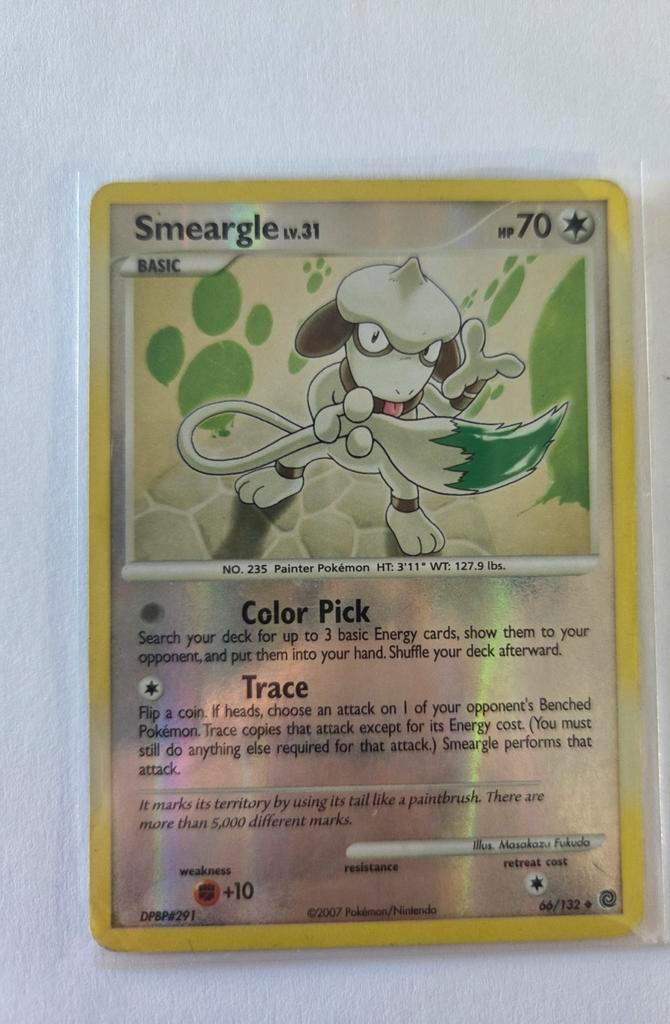 Smeargle LV.31 HP 70
BASIC
NO. 235 Painter Pokémon HT: 3'11" WT: 127.9 lbs.
Color Pick
Search your deck for up to 3 basic Energy cards, show them to your
opponent, and put them into your hand. Shuffle your deck afterward.
Trace
Flip a coin. If heads, choose an attack on 1 of your opponent's Benched
Pokémon. Trace copies that attack except for its Energy cost. (You must
still do anything else required for that attack.) Smeargle performs that
attack.
It marks its territory by using its tail like a paintbrush. There are
more than 5,000 different marks.
Illus. Masakazu Fukuda
weakness resistance retreat cost
+10
DPBP#291 ©2007 Pokémon/Nintendo 66/132